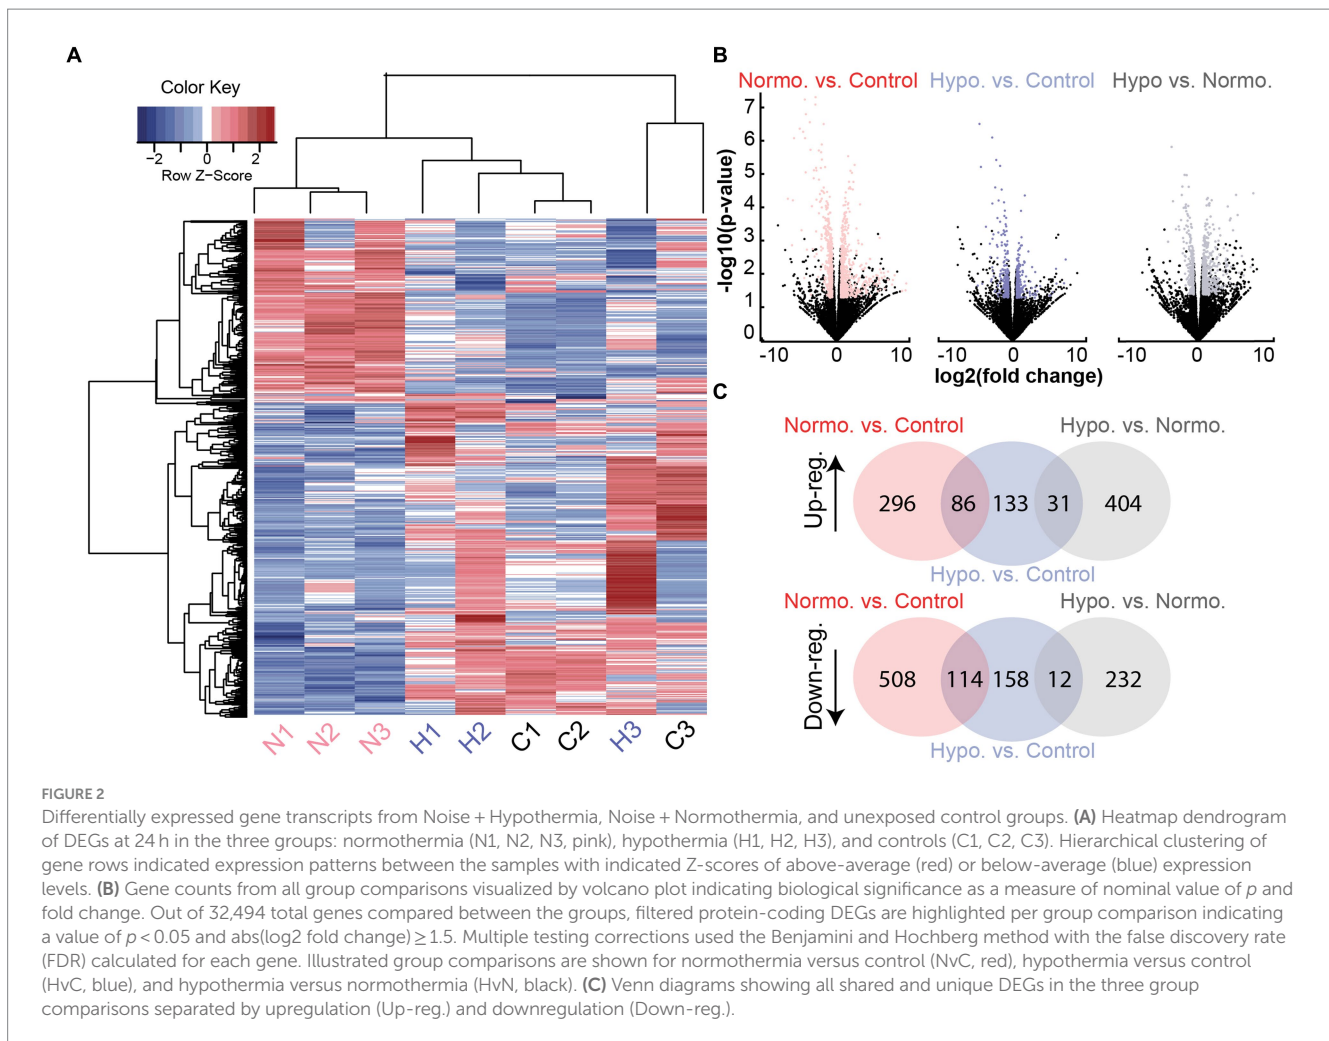 A
Color Key
−2 0 2
Row Z−Score
N1 N2 N3 H1 H2 C1 C2 H3 C3
B
Normo. vs. Control Hypo. vs. Control Hypo vs. Normo.
-log10(p-value)
7
6
5
4
3
2
1
0
-10 0 10 -10 0 10 -10 0 10
log2(fold change)
C
Normo. vs. Control Hypo. vs. Normo.
Up-reg.
296 86 133 31 404
Hypo. vs. Control
Normo. vs. Control Hypo. vs. Normo.
Down-reg.
508 114 158 12 232
Hypo. vs. Control
FIGURE 2
Differentially expressed gene transcripts from Noise + Hypothermia, Noise + Normothermia, and unexposed control groups. (A) Heatmap dendrogram
of DEGs at 24 h in the three groups: normothermia (N1, N2, N3, pink), hypothermia (H1, H2, H3), and controls (C1, C2, C3). Hierarchical clustering of
gene rows indicated expression patterns between the samples with indicated Z-scores of above-average (red) or below-average (blue) expression
levels. (B) Gene counts from all group comparisons visualized by volcano plot indicating biological significance as a measure of nominal value of p and
fold change. Out of 32,494 total genes compared between the groups, filtered protein-coding DEGs are highlighted per group comparison indicating
a value of p < 0.05 and abs(log2 fold change) ≥ 1.5. Multiple testing corrections used the Benjamini and Hochberg method with the false discovery rate
(FDR) calculated for each gene. Illustrated group comparisons are shown for normothermia versus control (NvC, red), hypothermia versus control
(HvC, blue), and hypothermia versus normothermia (HvN, black). (C) Venn diagrams showing all shared and unique DEGs in the three group
comparisons separated by upregulation (Up-reg.) and downregulation (Down-reg.).